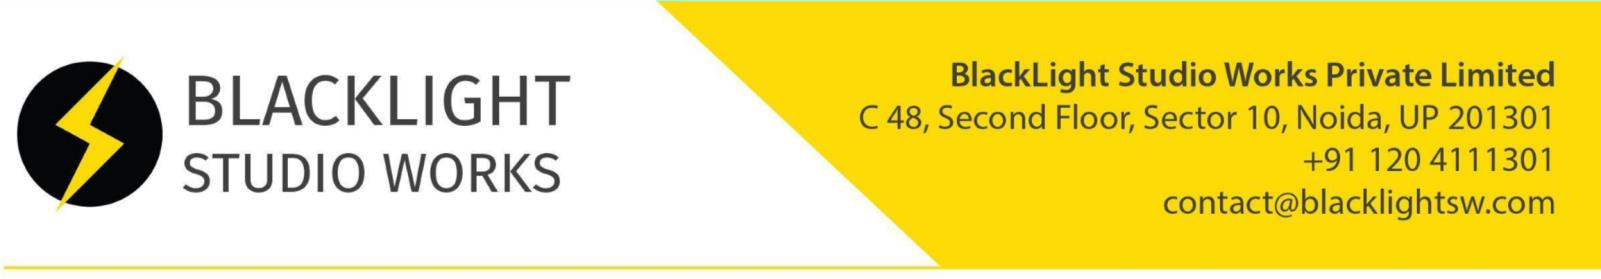 BLACKLIGHT
STUDIO WORKS
BlackLight Studio Works Private Limited
C 48, Second Floor, Sector 10, Noida, UP 201301
+91 120 4111301
contact@blacklightsw.com